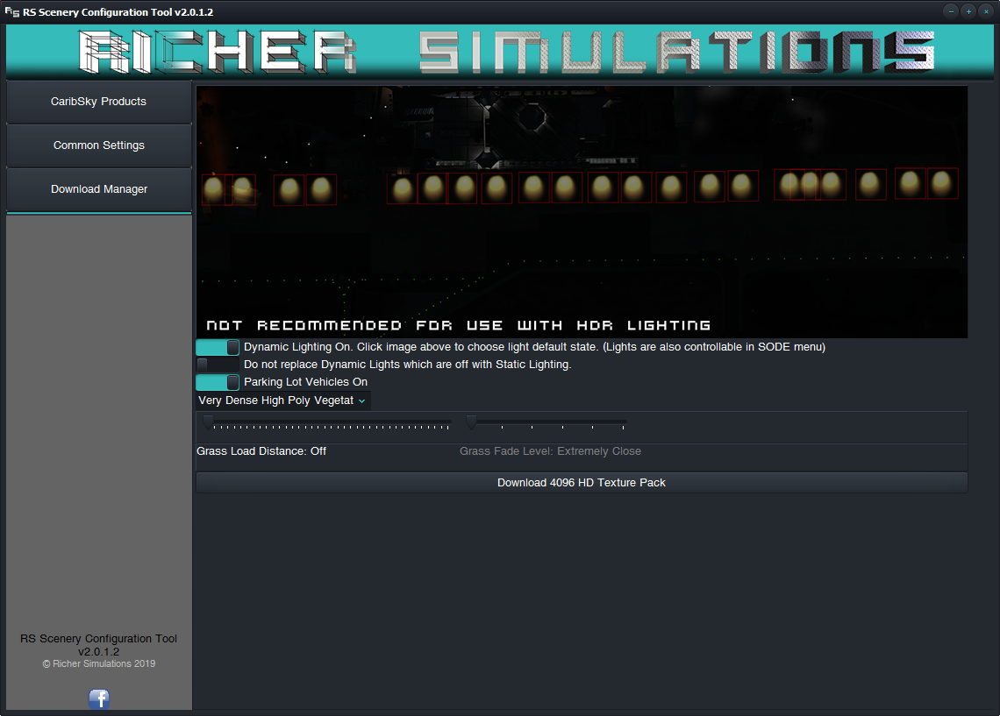 RS RS Scenery Configuration Tool v2.0.1.2
RICHER SIMULATIONS
CaribSky Products
Common Settings
Download Manager
NOT RECOMMENDED FOR USE WITH HDR LIGHTING
Dynamic Lighting On. Click image above to choose light default state. (Lights are also controllable in SODE menu)
Do not replace Dynamic Lights which are off with Static Lighting.
Parking Lot Vehicles On
Very Dense High Poly Vegetat
Grass Load Distance: Off
Grass Fade Level: Extremely Close
Download 4096 HD Texture Pack
RS Scenery Configuration Tool
v2.0.1.2
© Richer Simulations 2019
f